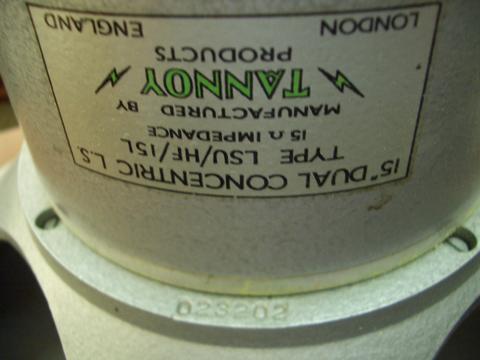 15" DUAL CONCENTRIC L.S.
TYPE LSU/HF/15L
15 Ω IMPEDANCE
MANUFACTURED BY
TANNOY
PRODUCTS
LONDON ENGLAND
023202